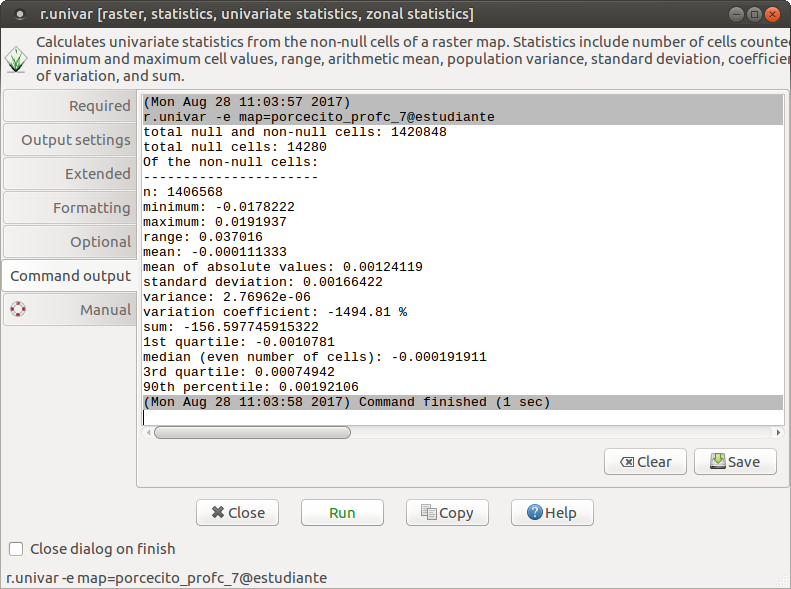 r.univar [raster, statistics, univariate statistics, zonal statistics]
Calculates univariate statistics from the non-null cells of a raster map. Statistics include number of cells counte
minimum and maximum cell values, range, arithmetic mean, population variance, standard deviation, coefficien
of variation, and sum.
Required
Output settings
Extended
Formatting
Optional
Command output
Manual
(Mon Aug 28 11:03:57 2017)
r.univar -e map=porcecito_profc_7@estudiante
total null and non-null cells: 1420848
total null cells: 14280
Of the non-null cells:
----------------------
n: 1406568
minimum: -0.0178222
maximum: 0.0191937
range: 0.037016
mean: -0.000111333
mean of absolute values: 0.00124119
standard deviation: 0.00166422
variance: 2.76962e-06
variation coefficient: -1494.81 %
sum: -156.597745915322
1st quartile: -0.0010781
median (even number of cells): -0.000191911
3rd quartile: 0.00074942
90th percentile: 0.00192106
(Mon Aug 28 11:03:58 2017) Command finished (1 sec)
Clear
Save
Close
Run
Copy
Help
Close dialog on finish
r.univar -e map=porcecito_profc_7@estudiante